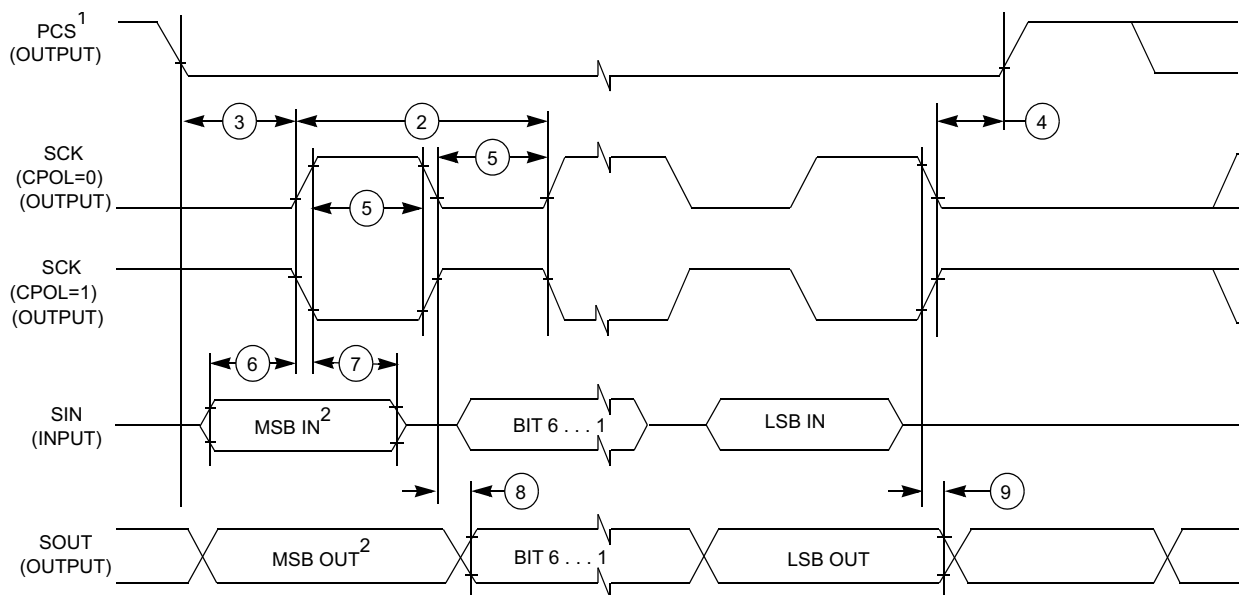 PCS1
(OUTPUT)
3
2
4
SCK
(CPOL=0)
(OUTPUT)
5
5
SCK
(CPOL=1)
(OUTPUT)
6
7
SIN
(INPUT)
MSB IN2
BIT 6 . . . 1
LSB IN
8
9
SOUT
(OUTPUT)
MSB OUT2
BIT 6 . . . 1
LSB OUT